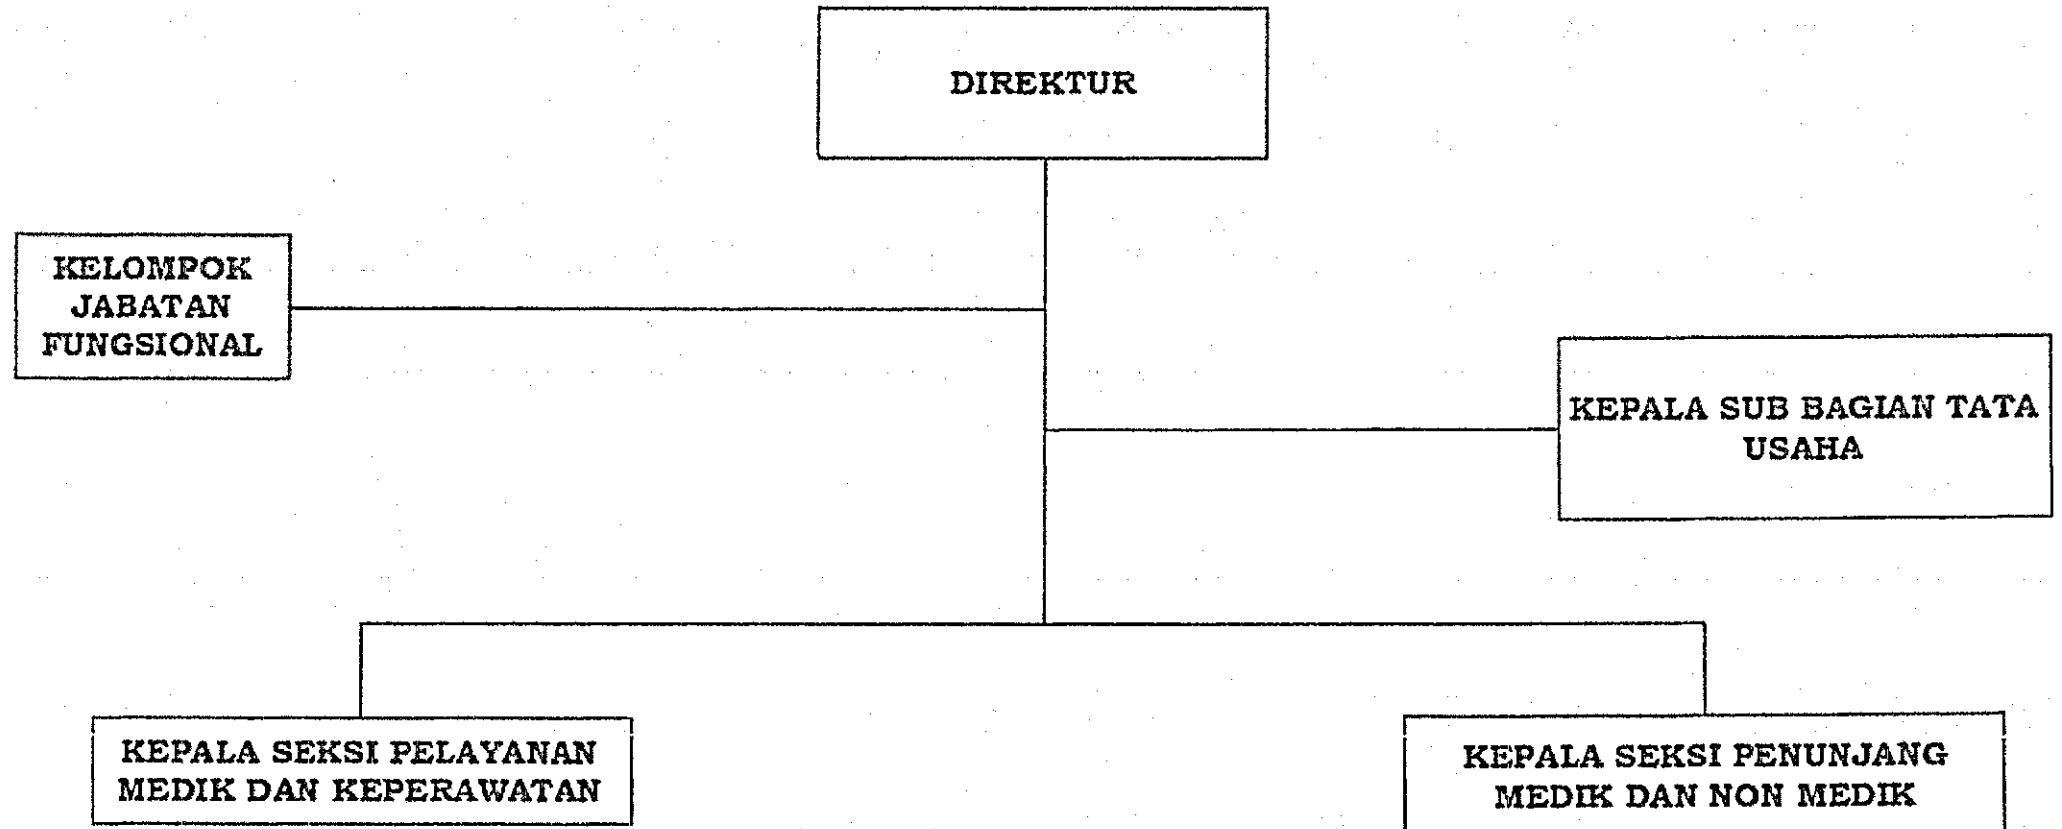 DIREKTUR
KELOMPOK
JABATAN
FUNGSIONAL
KEPALA SUB BAGIAN TATA
USAHA
KEPALA SEKSI PELAYANAN
MEDIK DAN KEPERAWATAN
KEPALA SEKSI PENUNJANG
MEDIK DAN NON MEDIK